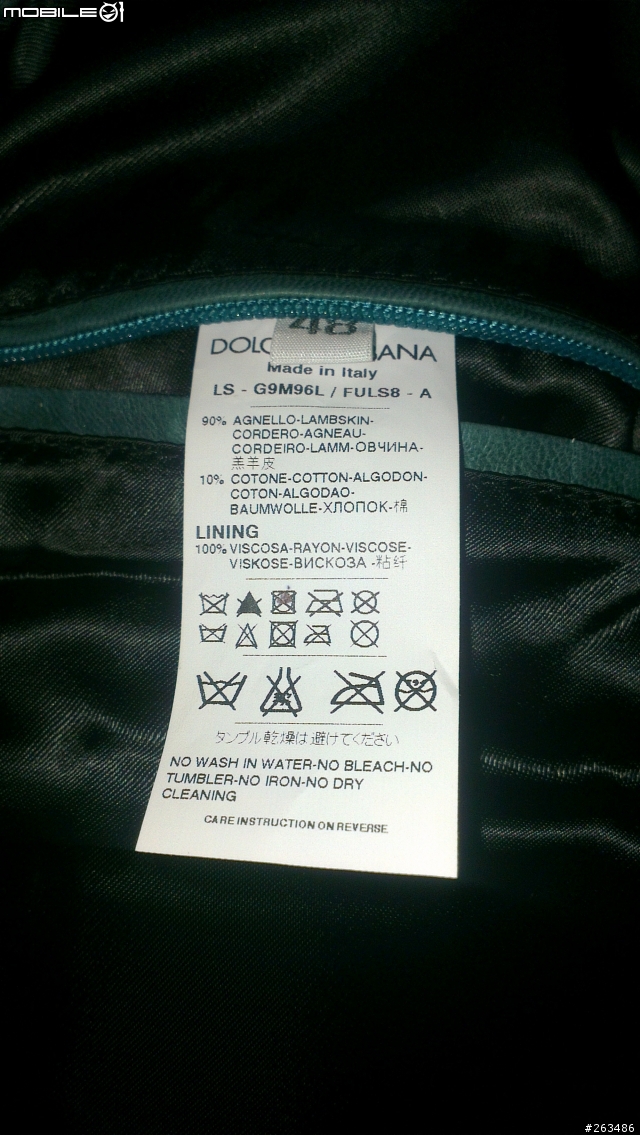 MOBILE01
48
DOLC BANA
Made in Italy
LS - G9M96L / FULS8 - A
90% AGNELLO-LAMBSKIN-
CORDERO-AGNEAU-
CORDEIRO-LAMM-ОВЧИНА-
羔羊皮
10% COTONE-COTTON-ALGODON-
COTON-ALGODAO-
BAUMWOLLE-ХЛОПОК-棉
LINING
100% VISCOSA-RAYON-VISCOSE-
VISKOSE-ВИСКОЗА -粘纤
タンブル乾燥は避けてください
NO WASH IN WATER-NO BLEACH-NO
TUMBLER-NO IRON-NO DRY
CLEANING
CARE INSTRUCTION ON REVERSE
#263486